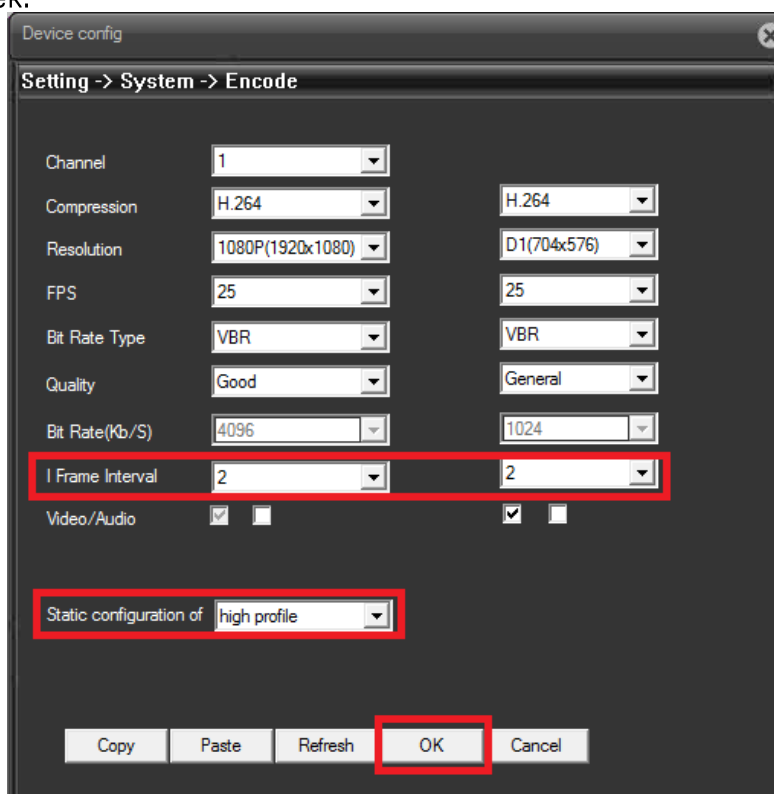 Device config
Setting -> System -> Encode
Channel 1
Compression H.264 H.264
Resolution 1080P(1920x1080) D1(704x576)
FPS 25 25
Bit Rate Type VBR VBR
Quality Good General
Bit Rate(Kb/S) 4096 1024
I Frame Interval 2 2
Video/Audio
Static configuration of high profile
Copy Paste Refresh OK Cancel